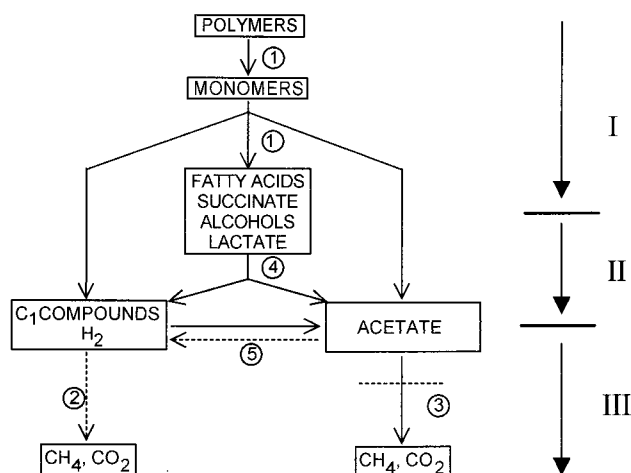 POLYMERS
①
MONOMERS
I
①
FATTY ACIDS
SUCCINATE
ALCOHOLS
LACTATE
④
II
C₁COMPOUNDS
H₂
ACETATE
⑤
②
③
III
CH₄, CO₂
CH₄, CO₂